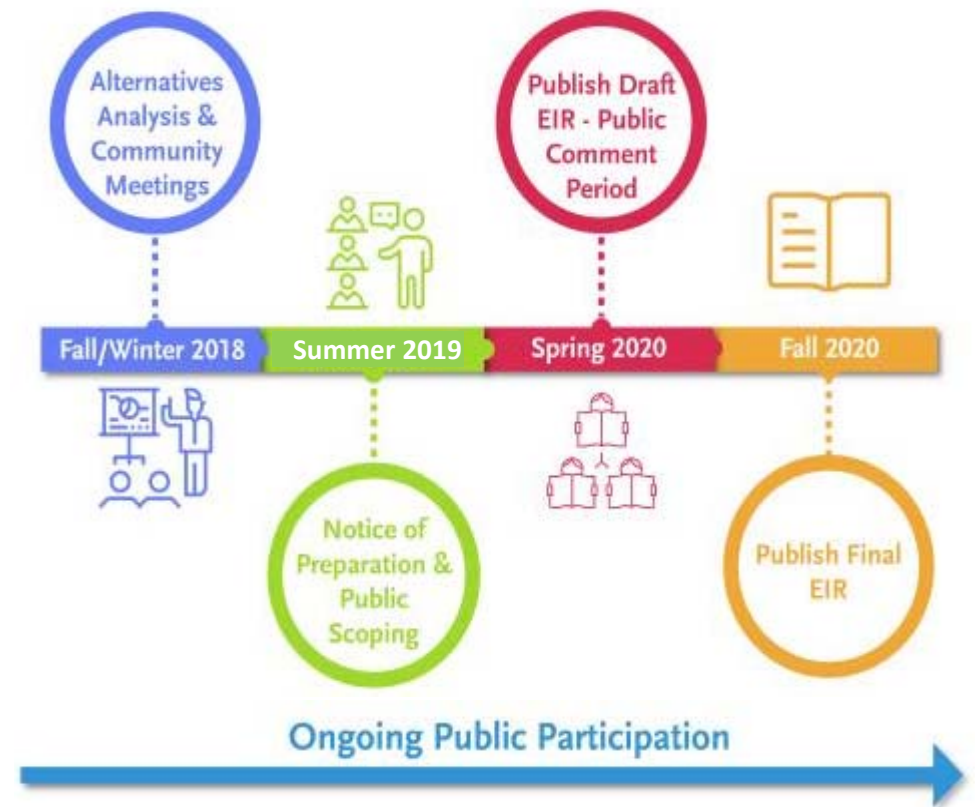 Alternatives
Analysis &
Community
Meetings
Publish Draft
EIR - Public
Comment
Period
Fall/Winter 2018
Summer 2019
Spring 2020
Fall 2020
Notice of
Preparation &
Public
Scoping
Publish Final
EIR
Ongoing Public Participation